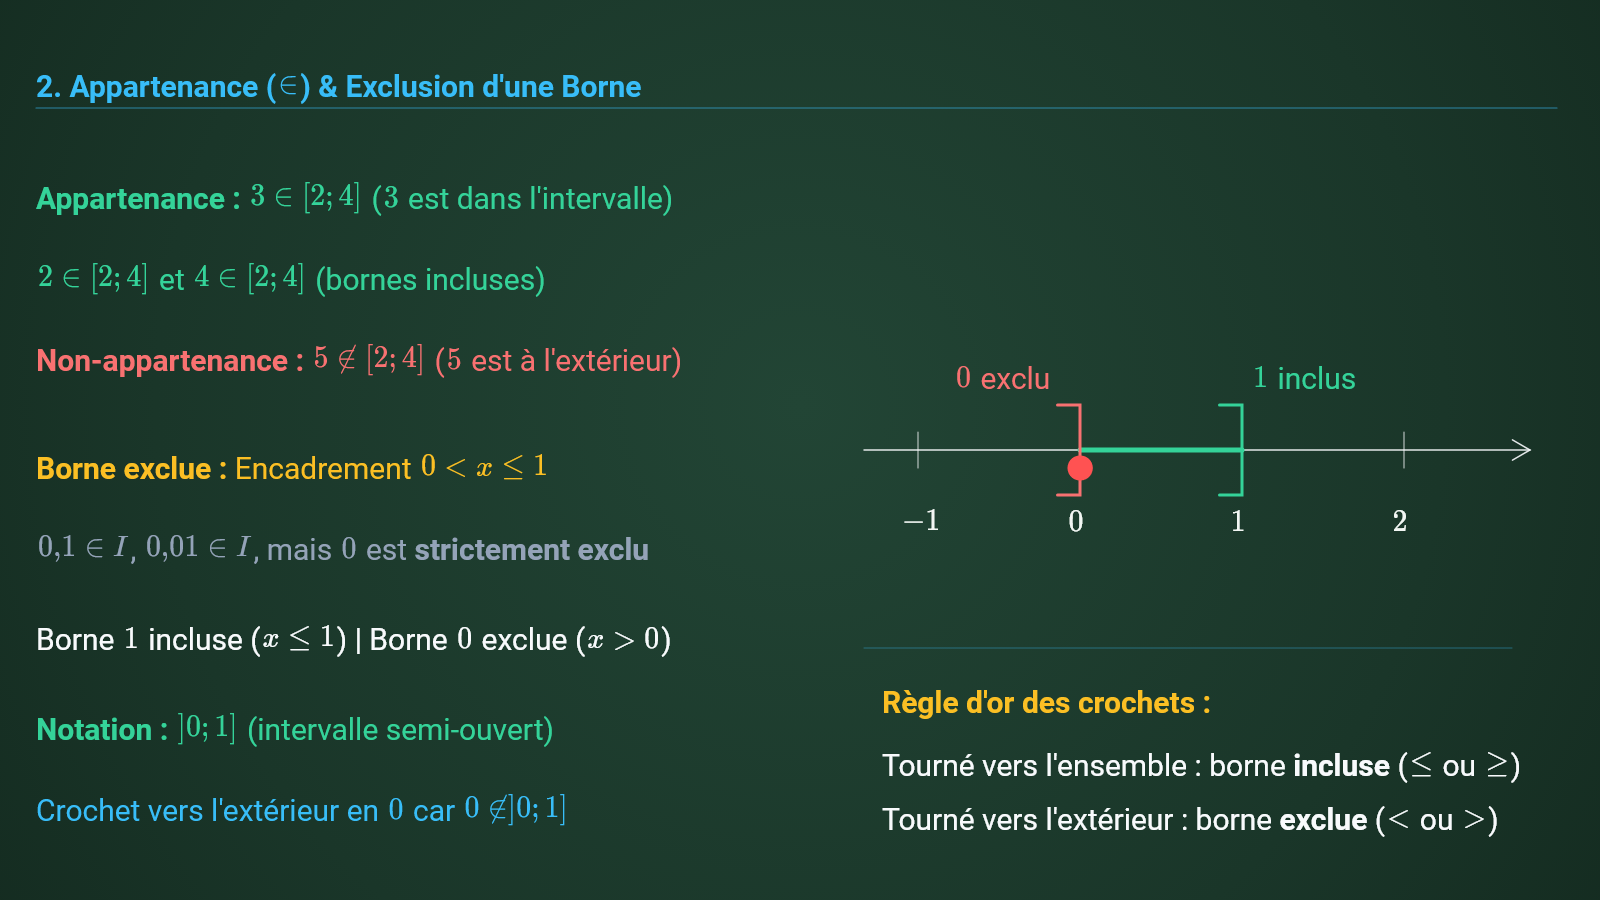 2. Appartenance (∈) & Exclusion d'une Borne
Appartenance : 3 ∈ [2; 4] (3 est dans l'intervalle)
2 ∈ [2; 4] et 4 ∈ [2; 4] (bornes incluses)
Non-appartenance : 5 ∉ [2; 4] (5 est à l'extérieur)
Borne exclue : Encadrement 0 < x ≤ 1
0,1 ∈ I, 0,01 ∈ I, mais 0 est strictement exclu
Borne 1 incluse (x ≤ 1) | Borne 0 exclue (x > 0)
Notation : ]0; 1] (intervalle semi-ouvert)
Crochet vers l'extérieur en 0 car 0 ∉]0; 1]
0 exclu 1 inclus
−1 0 1 2
Règle d'or des crochets :
Tourné vers l'ensemble : borne incluse (≤ ou ≥)
Tourné vers l'extérieur : borne exclue (< ou >)